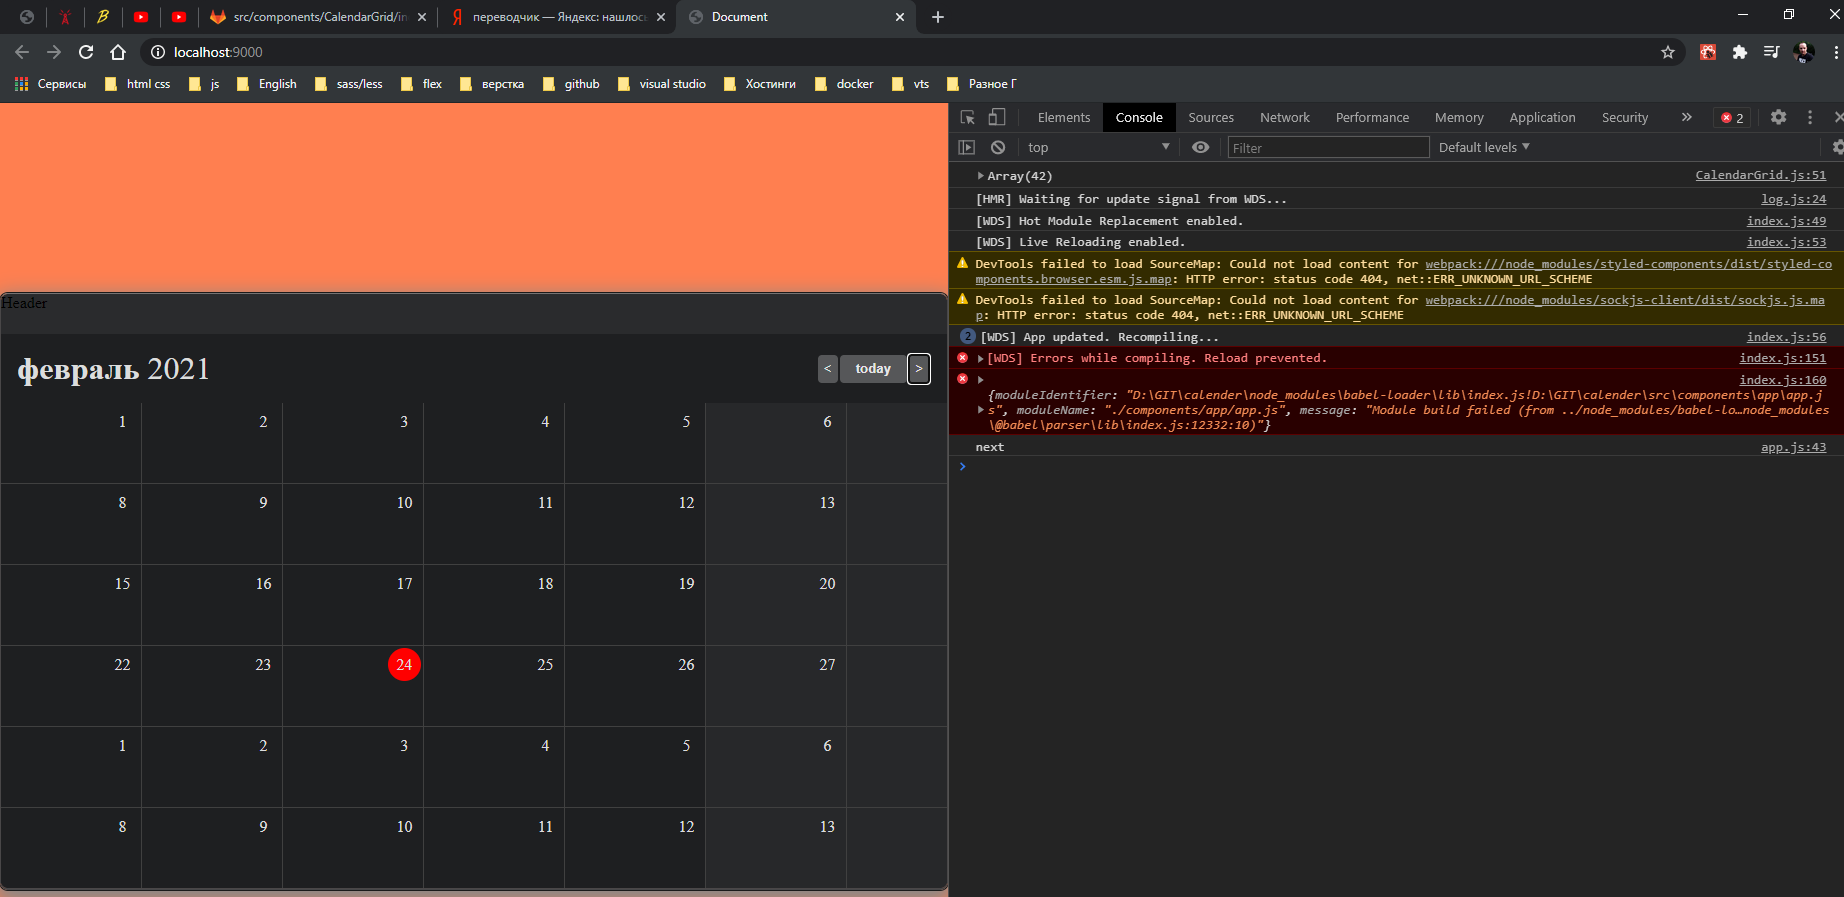 src/components/CalendarGrid/in
переводчик — Яндекс: нашлось
Document
localhost:9000
Сервисы
html css
js
English
sass/less
flex
верстка
github
visual studio
Хостинги
docker
vts
Разное Г
Header
февраль 2021
< today >
1 2 3 4 5 6
8 9 10 11 12 13
15 16 17 18 19 20
22 23 24 25 26 27
1 2 3 4 5 6
8 9 10 11 12 13
Elements Console Sources Network Performance Memory Application Security » 2
top Filter Default levels
Array(42) CalendarGrid.js:51
[HMR] Waiting for update signal from WDS... log.js:24
[WDS] Hot Module Replacement enabled. index.js:49
[WDS] Live Reloading enabled. index.js:53
DevTools failed to load SourceMap: Could not load content for webpack:///node_modules/styled-components/dist/styled-co
mponents.browser.esm.js.map: HTTP error: status code 404, net::ERR_UNKNOWN_URL_SCHEME
DevTools failed to load SourceMap: Could not load content for webpack:///node_modules/sockjs-client/dist/sockjs.js.ma
p: HTTP error: status code 404, net::ERR_UNKNOWN_URL_SCHEME
2 [WDS] App updated. Recompiling... index.js:56
[WDS] Errors while compiling. Reload prevented. index.js:151
index.js:160
{moduleIdentifier: "D:\GIT\calender\node_modules\babel-loader\lib\index.js!D:\GIT\calender\src\components\app\app.j
s", moduleName: "./components/app/app.js", message: "Module build failed (from ../node_modules/babel-lo…node_modules
\@babel\parser\lib\index.js:12332:10)"}
next app.js:43